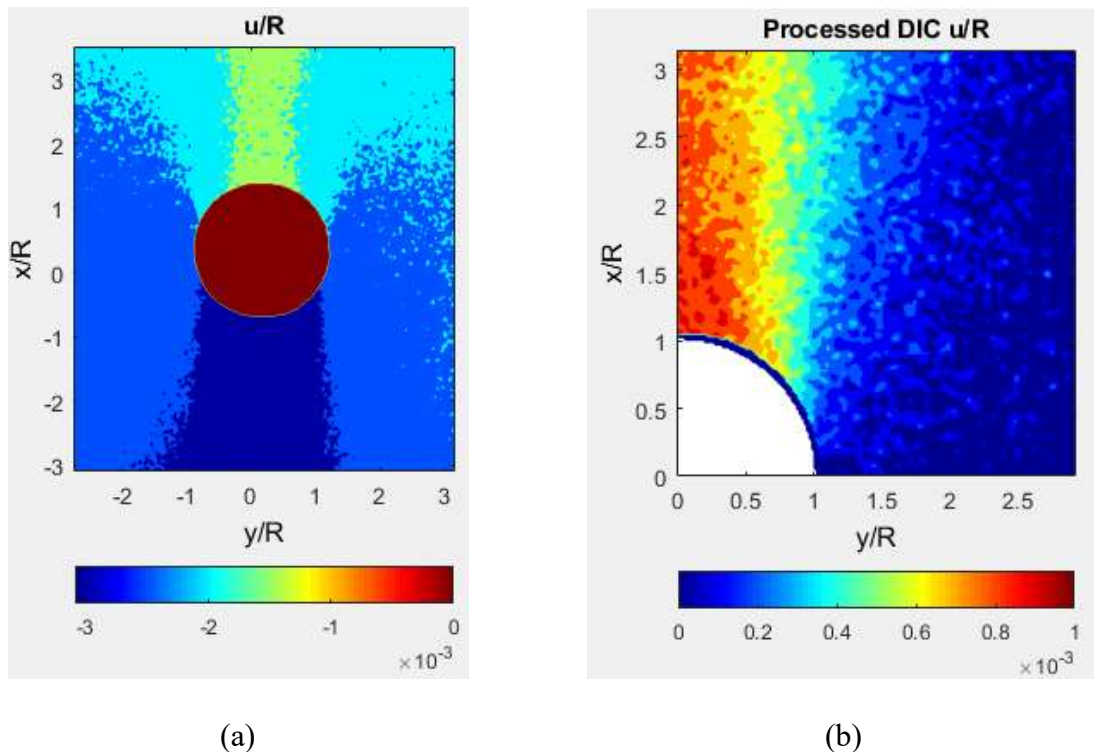 u/R
3
2
1
0
-1
-2
-3
x/R
-2 -1 0 1 2 3
y/R
-3 -2 -1 0
×10-3
(a)
Processed DIC u/R
3
2.5
2
1.5
1
0.5
0
x/R
0 0.5 1 1.5 2 2.5
y/R
0 0.2 0.4 0.6 0.8 1
×10-3
(b)